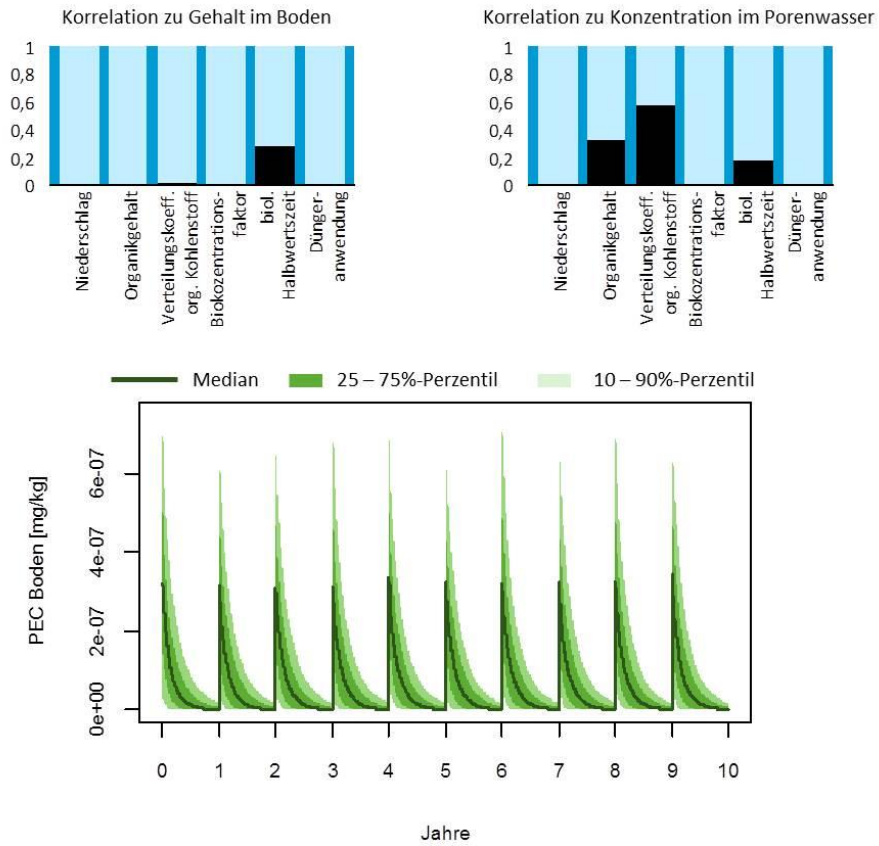 Korrelation zu Gehalt im Boden
1
0,8
0,6
0,4
0,2
0
Niederschlag
Organikgehalt
Verteilungskoeff.
org. Kohlenstoff
Biokozentrations-
faktor
biol.
Halbwertszeit
Dünger-
anwendung
Korrelation zu Konzentration im Porenwasser
1
0,8
0,6
0,4
0,2
0
Niederschlag
Organikgehalt
Verteilungskoeff.
org. Kohlenstoff
Biokozentrations-
faktor
biol.
Halbwertszeit
Dünger-
anwendung
Median 25 – 75%-Perzentil 10 – 90%-Perzentil
PEC Boden [mg/kg]
6e-07
4e-07
2e-07
0e+00
0 1 2 3 4 5 6 7 8 9 10
Jahre